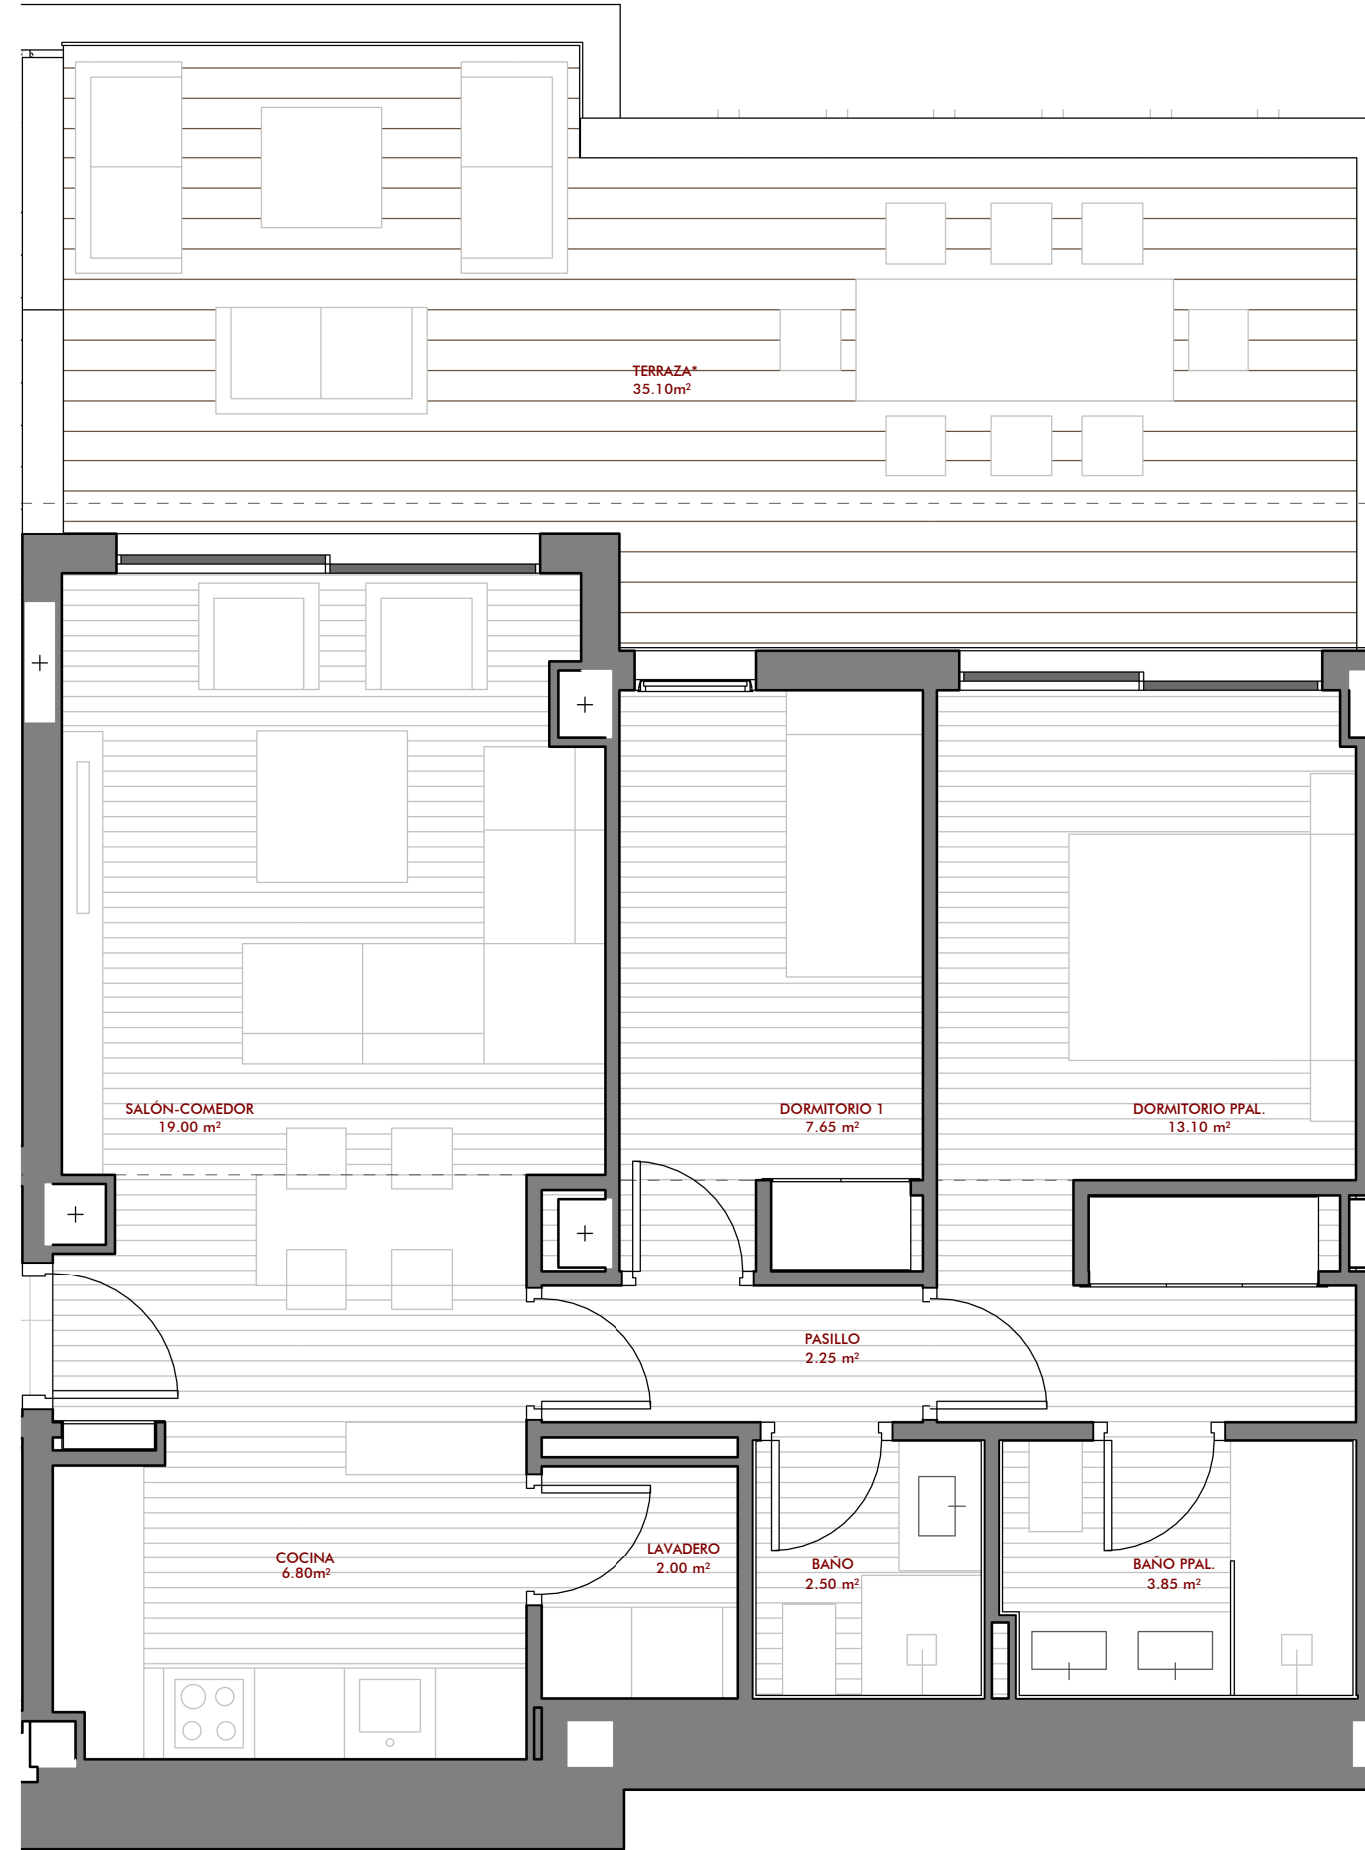 TERRAZA*
35.10m²
SALÓN-COMEDOR
19.00 m²
DORMITORIO 1
7.65 m²
DORMITORIO PPAL.
13.10 m²
PASILLO
2.25 m²
COCINA
6.80m²
LAVADERO
2.00 m²
BAÑO
2.50 m²
BAÑO PPAL.
3.85 m²